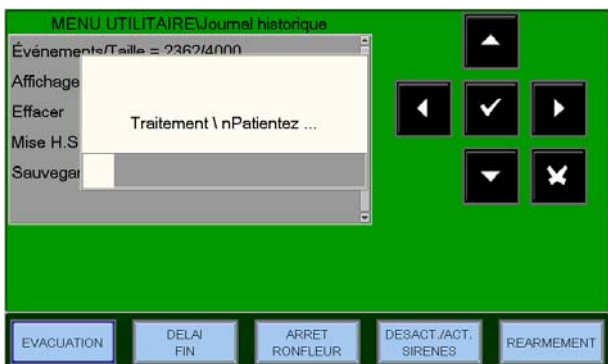 MENU UTILITAIRE\Journal historique
Événements/Taille = 2362/4000
Affichage
Effacer
Traitement \ nPatientez ...
Mise H.S
Sauvegar
EVACUATION
DELAI
FIN
ARRET
RONFLEUR
DESACT./ACT.
SIRENES
REARMEMENT